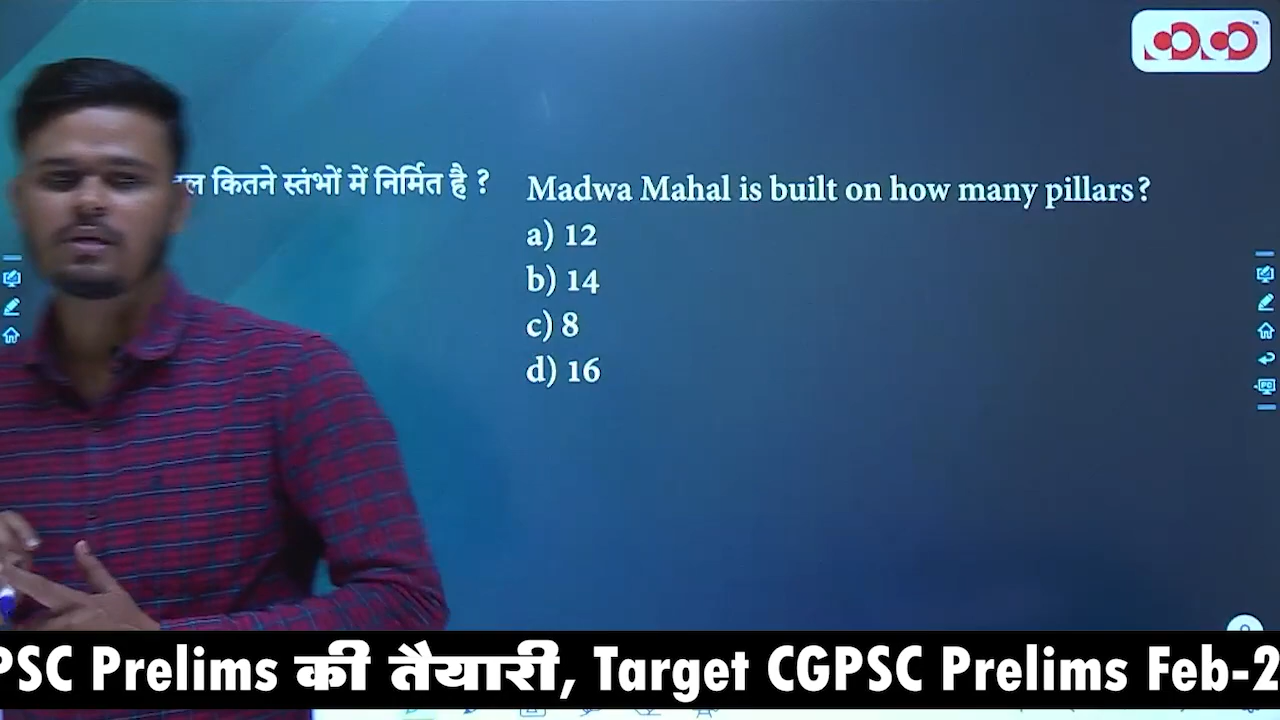 कितने स्तंभों में निर्मित है ?
Madwa Mahal is built on how many pillars?
a) 12
b) 14
c) 8
d) 16
PSC Prelims की तैयारी, Target CGPSC Prelims Feb-2